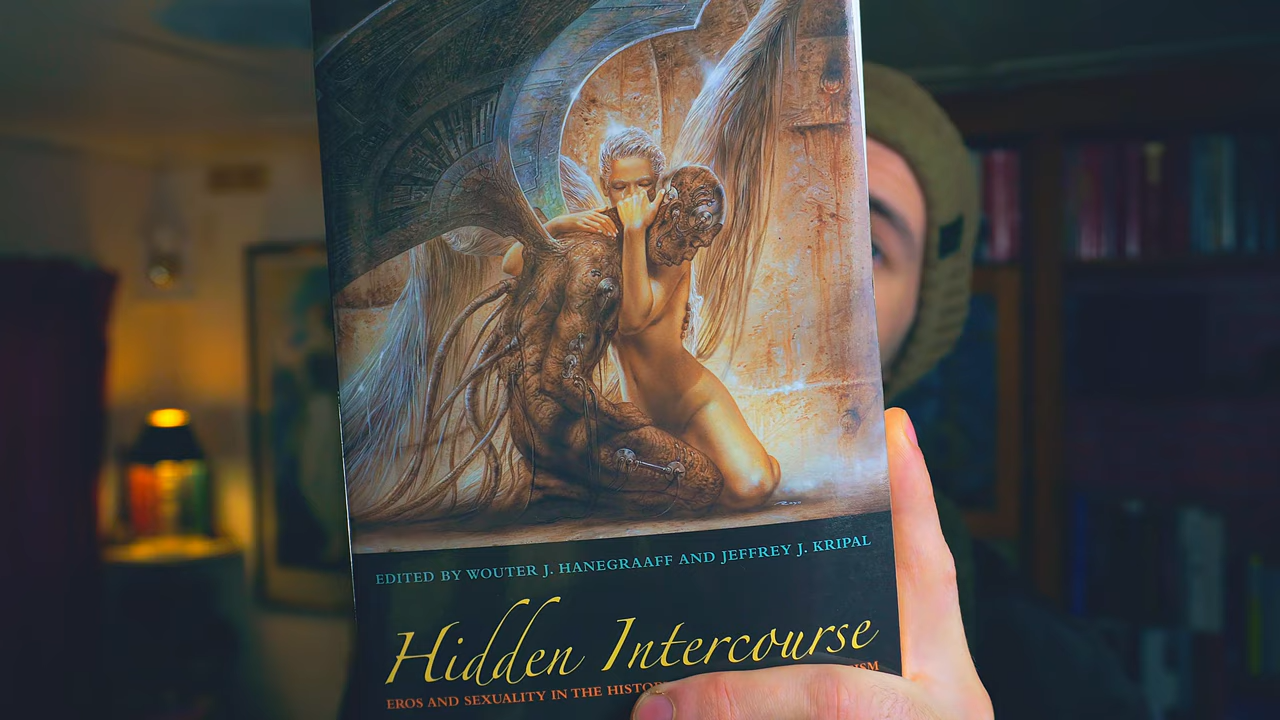 EDITED BY WOUTER J. HANEGRAAFF AND JEFFREY J. KRIPAL
Hidden Intercourse
EROS AND SEXUALITY IN THE HISTO